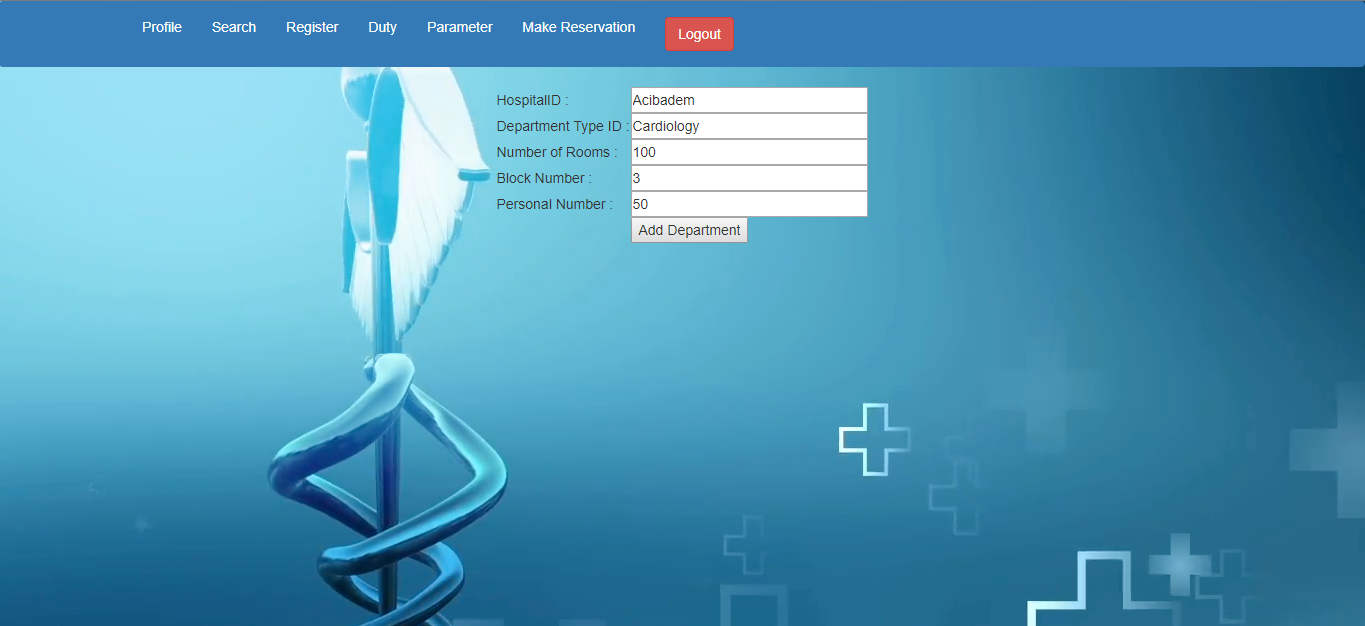 Profile Search Register Duty Parameter Make Reservation Logout
HospitalID : Acibadem
Department Type ID : Cardiology
Number of Rooms : 100
Block Number : 3
Personal Number : 50
Add Department